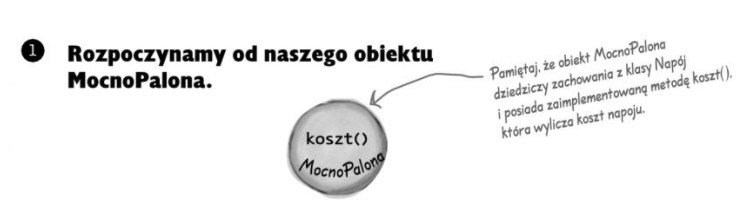 1 Rozpoczynamy od naszego obiektu
MocnoPalona.
Pamiętaj, że obiekt MocnoPalona
dziedziczy zachowania z klasy Napój
i posiada zaimplementowaną metodę koszt(),
która wylicza koszt napoju.
koszt()
MocnoPalona